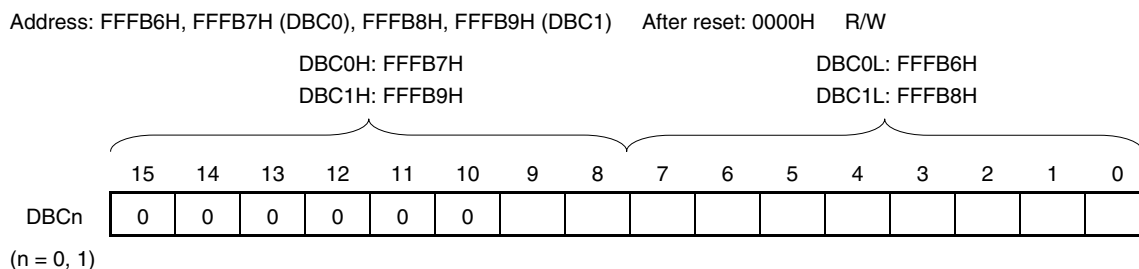 Address: FFFB6H, FFFB7H (DBC0), FFFB8H, FFFB9H (DBC1) After reset: 0000H R/W
DBC0H: FFFB7H DBC0L: FFFB6H
DBC1H: FFFB9H DBC1L: FFFB8H
15 14 13 12 11 10 9 8 7 6 5 4 3 2 1 0
DBCn 0 0 0 0 0 0
(n = 0, 1)